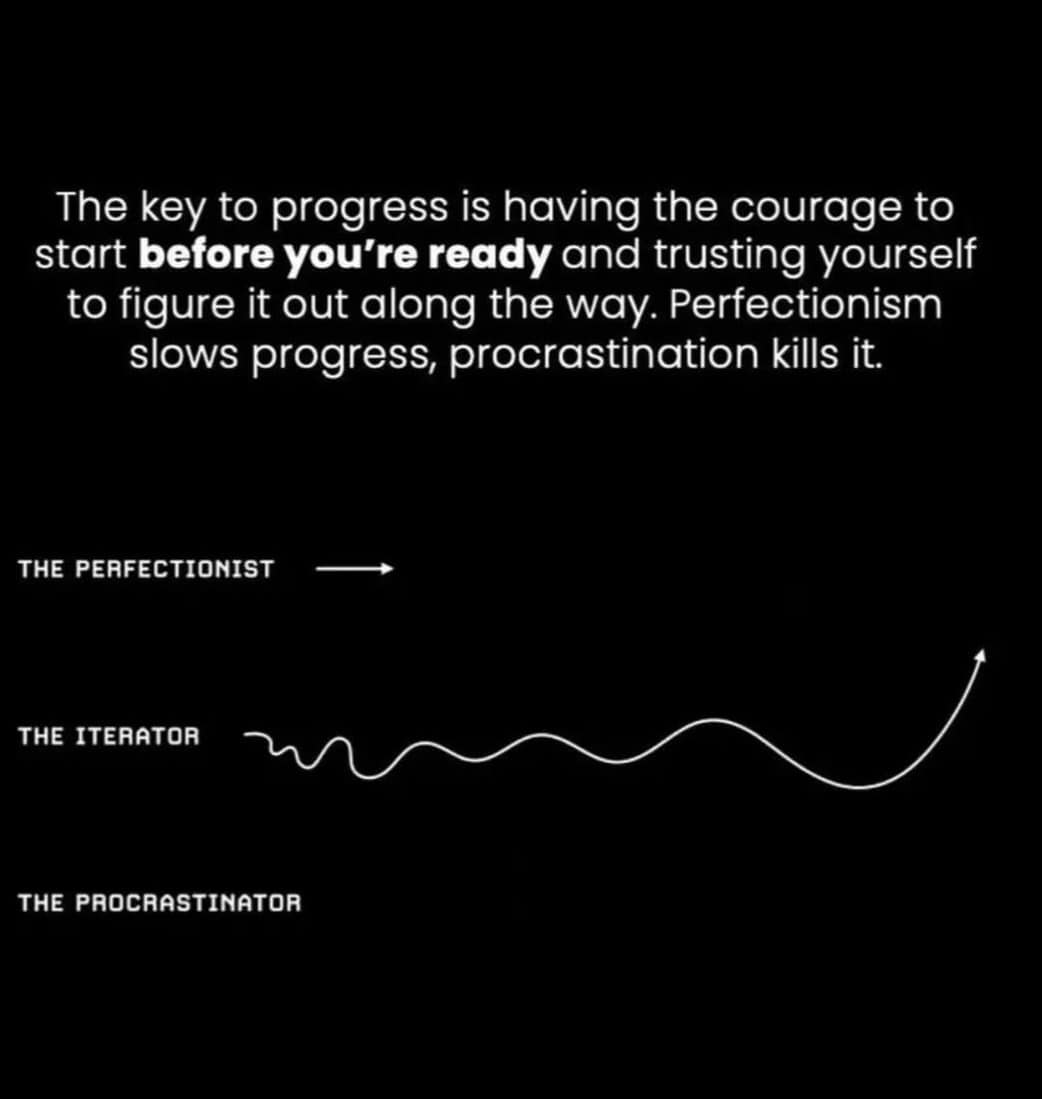 The key to progress is having the courage to
start before you're ready and trusting yourself
to figure it out along the way. Perfectionism
slows progress, procrastination kills it.
THE PERFECTIONIST
THE ITERATOR
THE PROCRASTINATOR